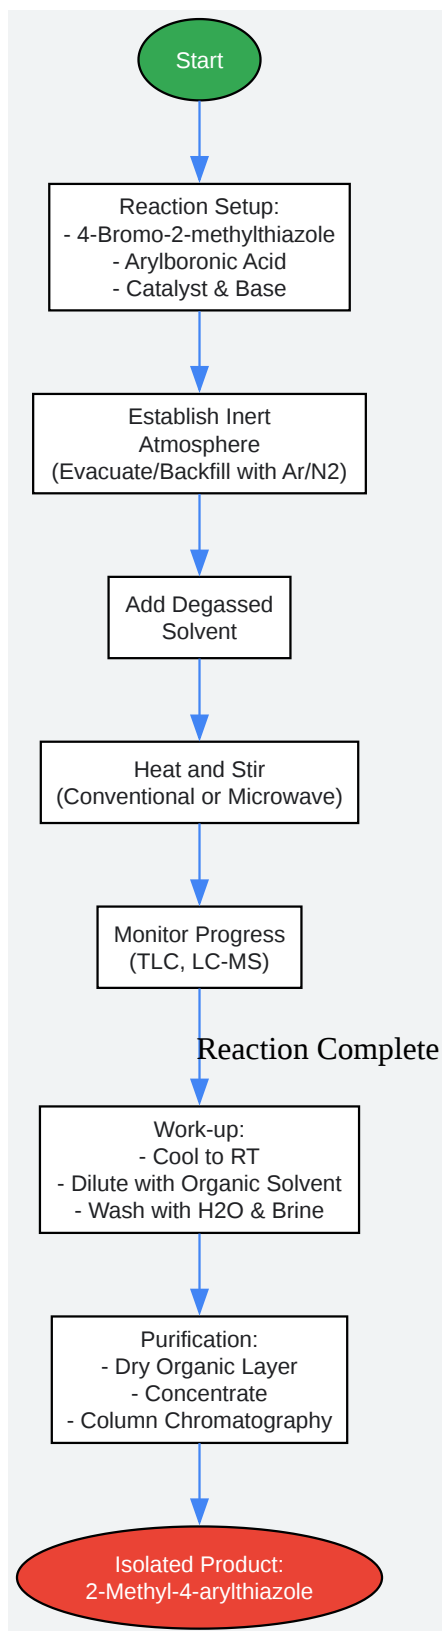 Start
Reaction Setup:
- 4-Bromo-2-methylthiazole
- Arylboronic Acid
- Catalyst & Base
Establish Inert
Atmosphere
(Evacuate/Backfill with Ar/N2)
Add Degassed
Solvent
Heat and Stir
(Conventional or Microwave)
Monitor Progress
(TLC, LC-MS)
Reaction Complete
Work-up:
- Cool to RT
- Dilute with Organic Solvent
- Wash with H2O & Brine
Purification:
- Dry Organic Layer
- Concentrate
- Column Chromatography
Isolated Product:
2-Methyl-4-arylthiazole